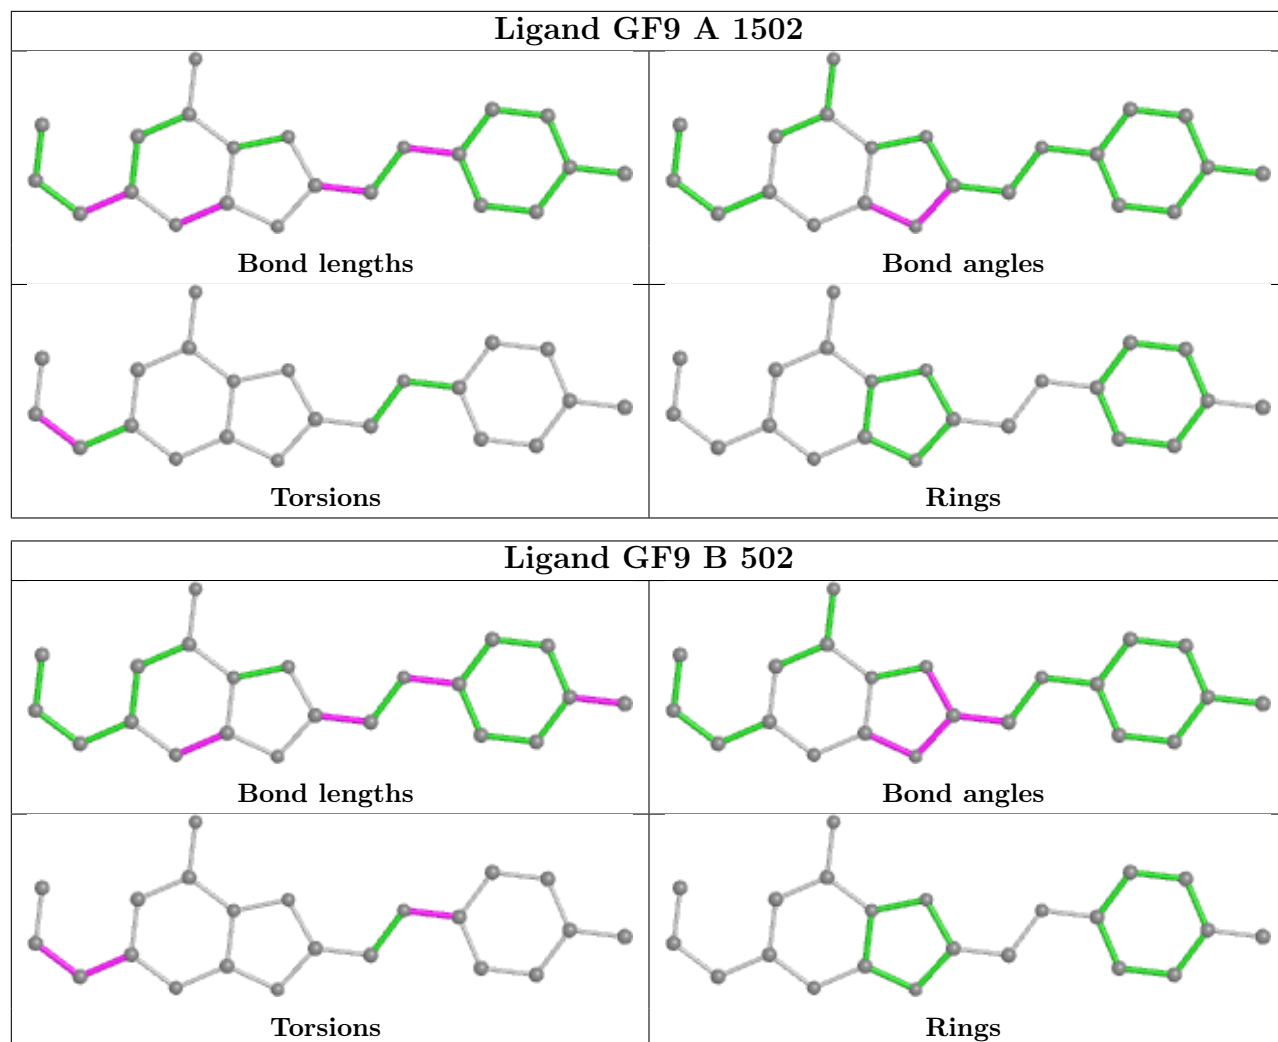 Ligand GF9 A 1502
Bond lengths
Bond angles
Torsions
Rings
Ligand GF9 B 502
Bond lengths
Bond angles
Torsions
Rings